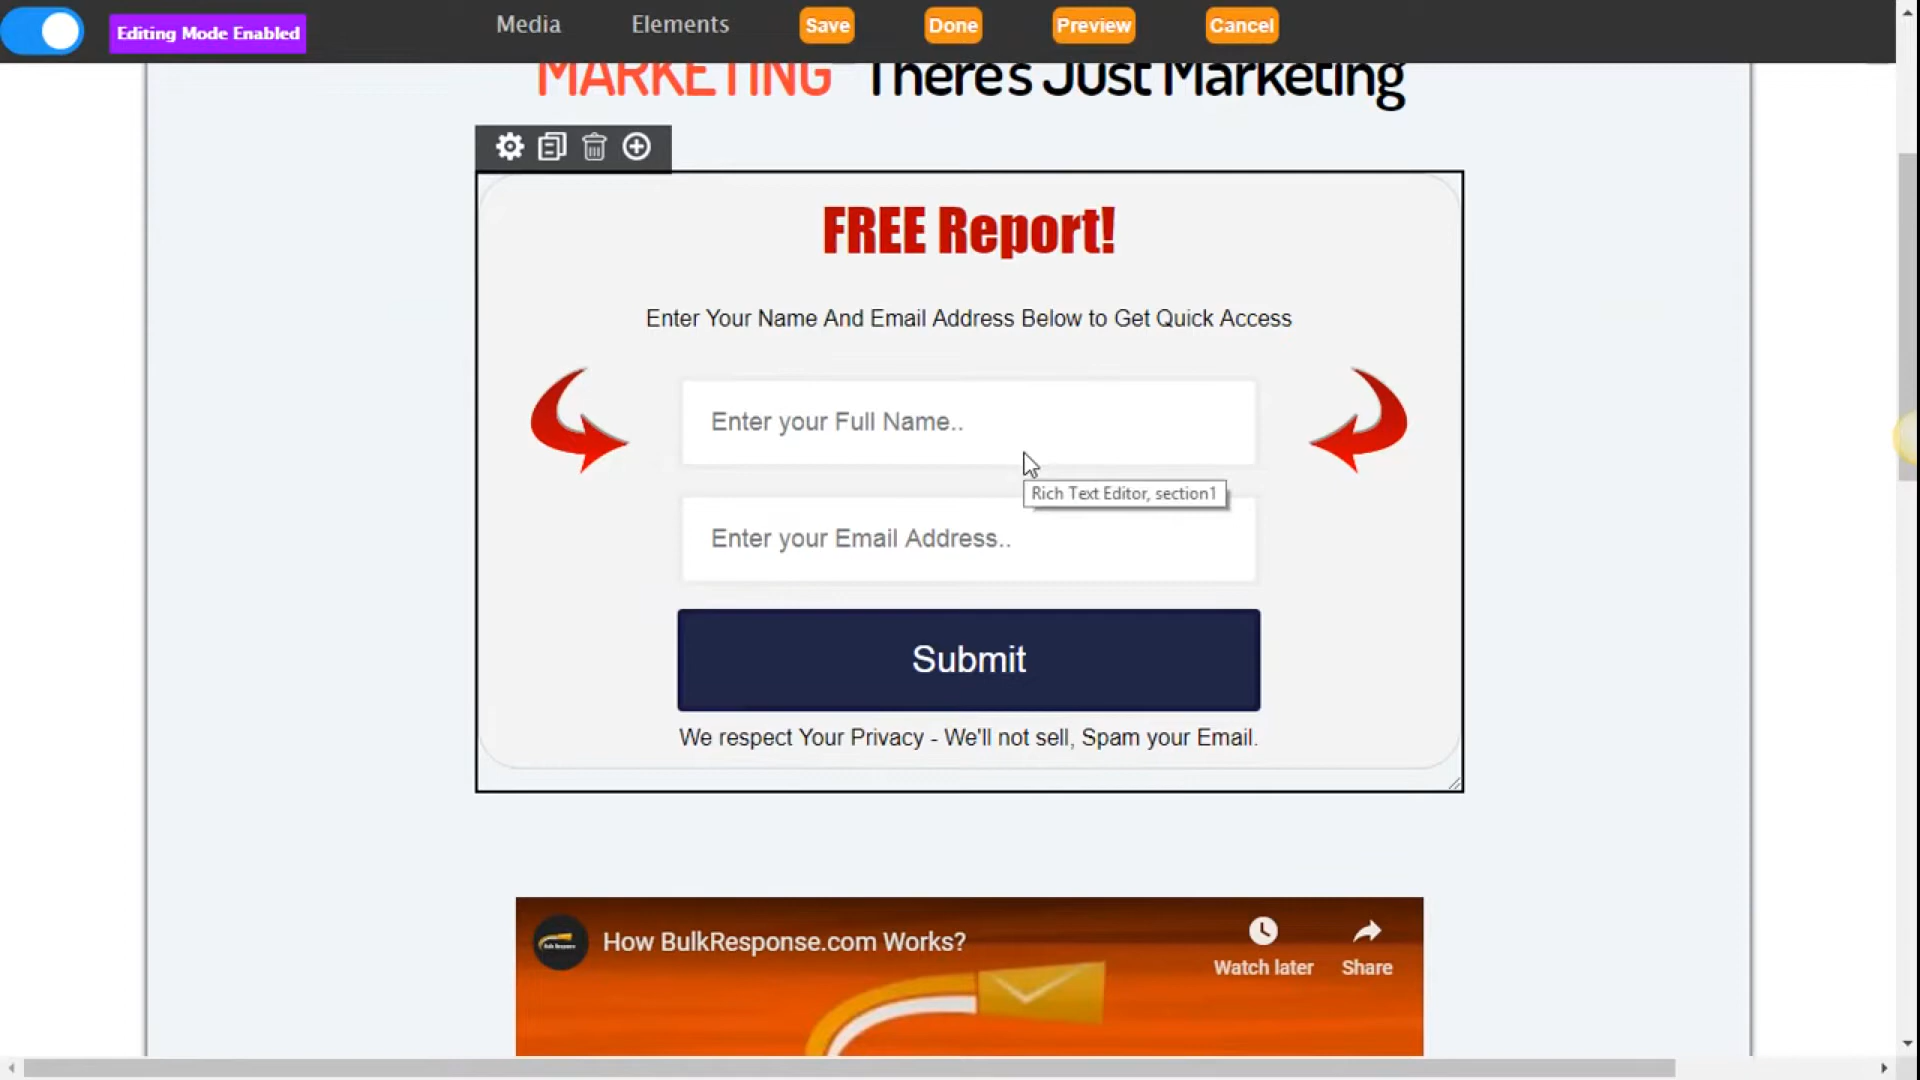 Editing Mode Enabled
Media
Elements
Save
Done
Preview
Cancel
MARKETING There's Just Marketing
FREE Report!
Enter Your Name And Email Address Below to Get Quick Access
Enter your Full Name..
Rich Text Editor, section1
Enter your Email Address..
Submit
We respect Your Privacy - We'll not sell, Spam your Email.
How BulkResponse.com Works?
Watch later
Share